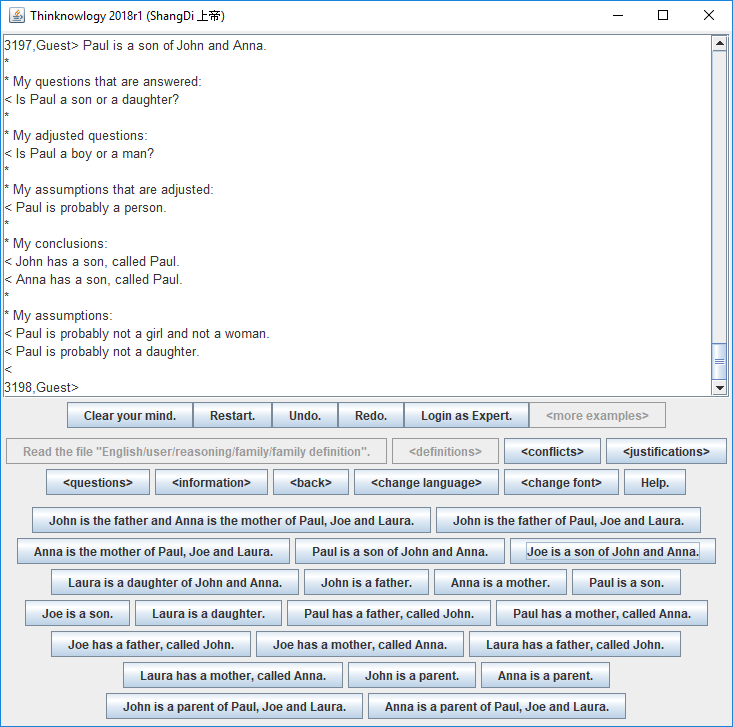 Thinknowlogy 2018r1 (ShangDi 上帝)
3197,Guest> Paul is a son of John and Anna.
*
* My questions that are answered:
< Is Paul a son or a daughter?
*
* My adjusted questions:
< Is Paul a boy or a man?
*
* My assumptions that are adjusted:
< Paul is probably a person.
*
* My conclusions:
< John has a son, called Paul.
< Anna has a son, called Paul.
*
* My assumptions:
< Paul is probably not a girl and not a woman.
< Paul is probably not a daughter.
<
3198,Guest>
Clear your mind. Restart. Undo. Redo. Login as Expert. <more examples>
Read the file "English/user/reasoning/family/family definition". <definitions> <conflicts> <justifications>
<questions> <information> <back> <change language> <change font> Help.
John is the father and Anna is the mother of Paul, Joe and Laura. John is the father of Paul, Joe and Laura.
Anna is the mother of Paul, Joe and Laura. Paul is a son of John and Anna. Joe is a son of John and Anna.
Laura is a daughter of John and Anna. John is a father. Anna is a mother. Paul is a son.
Joe is a son. Laura is a daughter. Paul has a father, called John. Paul has a mother, called Anna.
Joe has a father, called John. Joe has a mother, called Anna. Laura has a father, called John.
Laura has a mother, called Anna. John is a parent. Anna is a parent.
John is a parent of Paul, Joe and Laura. Anna is a parent of Paul, Joe and Laura.